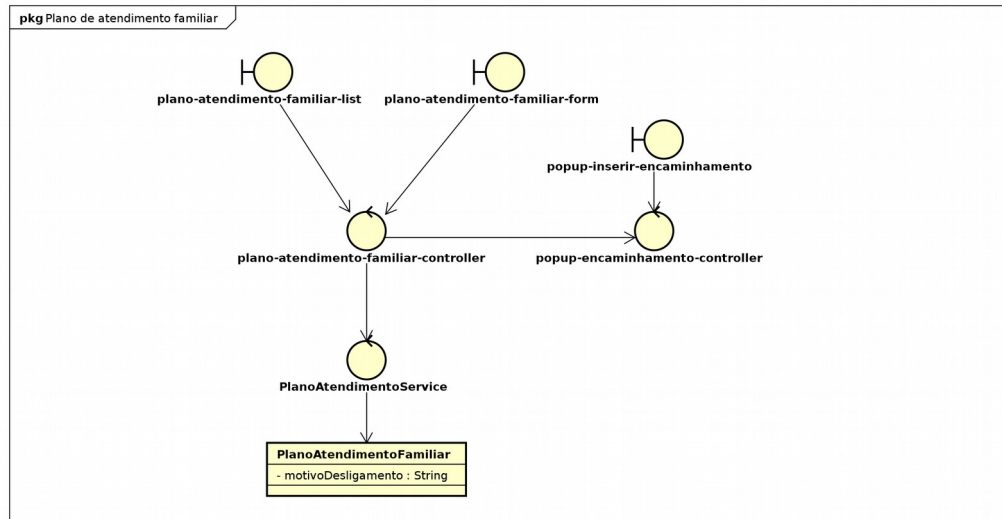 pkg Plano de atendimento familiar
plano-atendimento-familiar-list
plano-atendimento-familiar-form
popup-inserir-encaminhamento
plano-atendimento-familiar-controller
popup-encaminhamento-controller
PlanoAtendimentoService
PlanoAtendimentoFamiliar
- motivoDesligamento : String